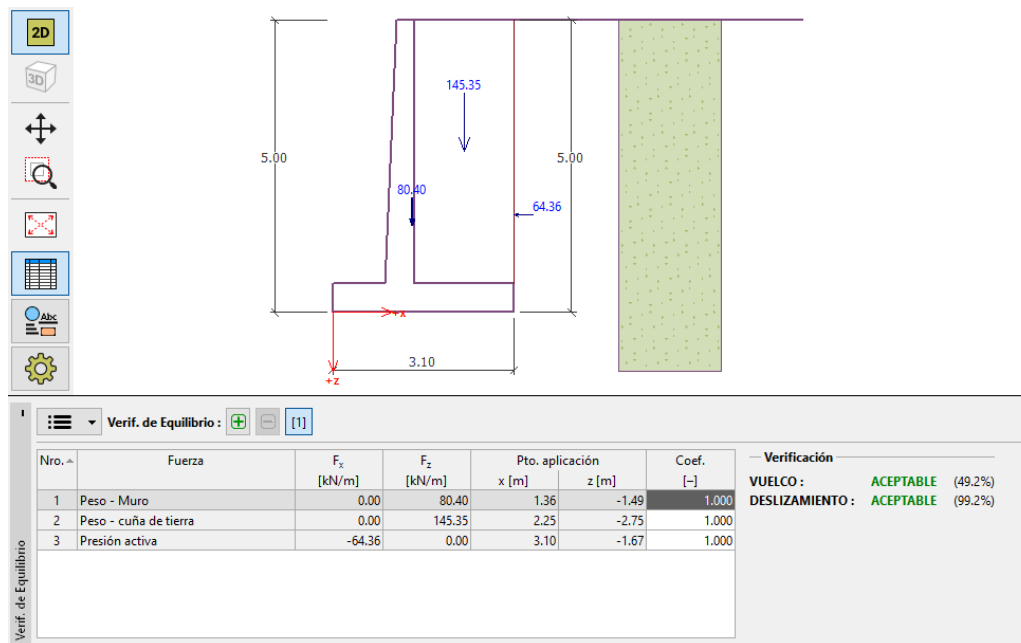 2D
3D
Abc
145.35
5.00
5.00
80.40
64.36
+x
3.10
+z
Verif. de Equilibrio : [1]
Nro. Fuerza Fx Fz Pto. aplicación Coef.
[kN/m] [kN/m] x [m] z [m] [–]
1 Peso - Muro 0.00 80.40 1.36 -1.49 1.000
2 Peso - cuña de tierra 0.00 145.35 2.25 -2.75 1.000
3 Presión activa -64.36 0.00 3.10 -1.67 1.000
Verificación
VUELCO : ACEPTABLE (49.2%)
DESLIZAMIENTO : ACEPTABLE (99.2%)
Verif. de Equilibrio